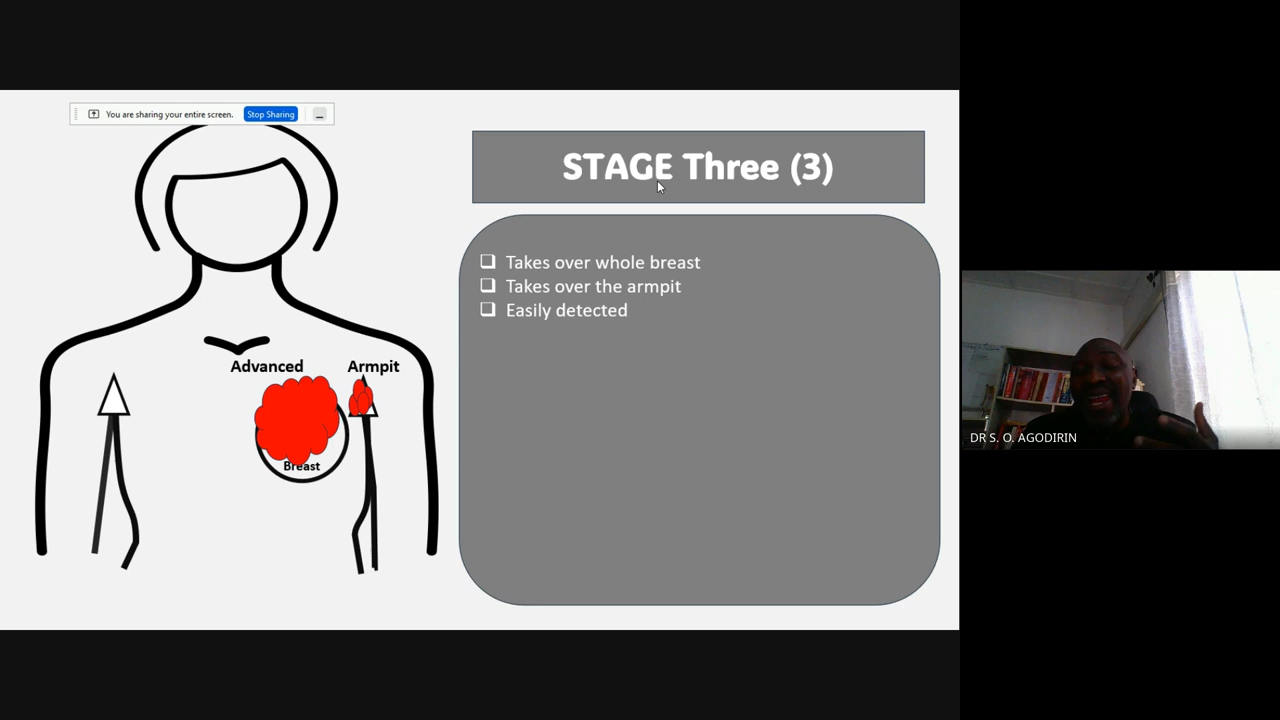 You are sharing your entire screen. Stop Sharing
STAGE Three (3)
Takes over whole breast
Takes over the armpit
Easily detected
Advanced Armpit
Breast
DR S. O. AGODIRIN